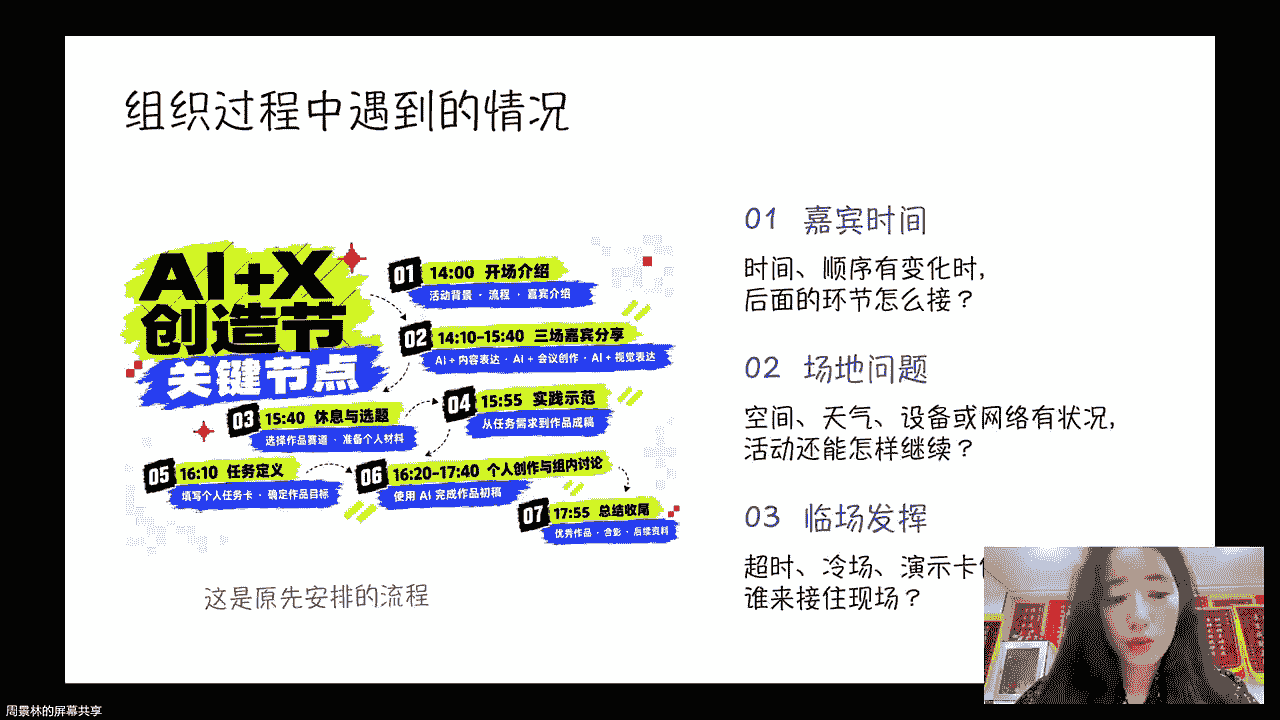 组织过程中遇到的情况
AI+X
创造节
关键节点
01 14:00 开场介绍
活动背景 · 流程 · 嘉宾介绍
02 14:10-15:40 三场嘉宾分享
AI + 内容表达 · AI + 会议创作 · AI + 视觉表达
03 15:40 休息与选题
选择作品赛道 · 准备个人材料
04 15:55 实践示范
从任务需求到作品成稿
05 16:10 任务定义
填写个人任务卡 · 确定作品目标
06 16:20-17:40 个人创作与组内讨论
使用 AI 完成作品初稿
07 17:55 总结收尾
优秀作品 · 合影 · 后续资料
这是原先安排的流程
01 嘉宾时间
时间、顺序有变化时,
后面的环节怎么接？
02 场地问题
空间、天气、设备或网络有状况,
活动还能怎样继续？
03 临场发挥
超时、冷场、演示卡
谁来接住现场？
周景林的屏幕共享